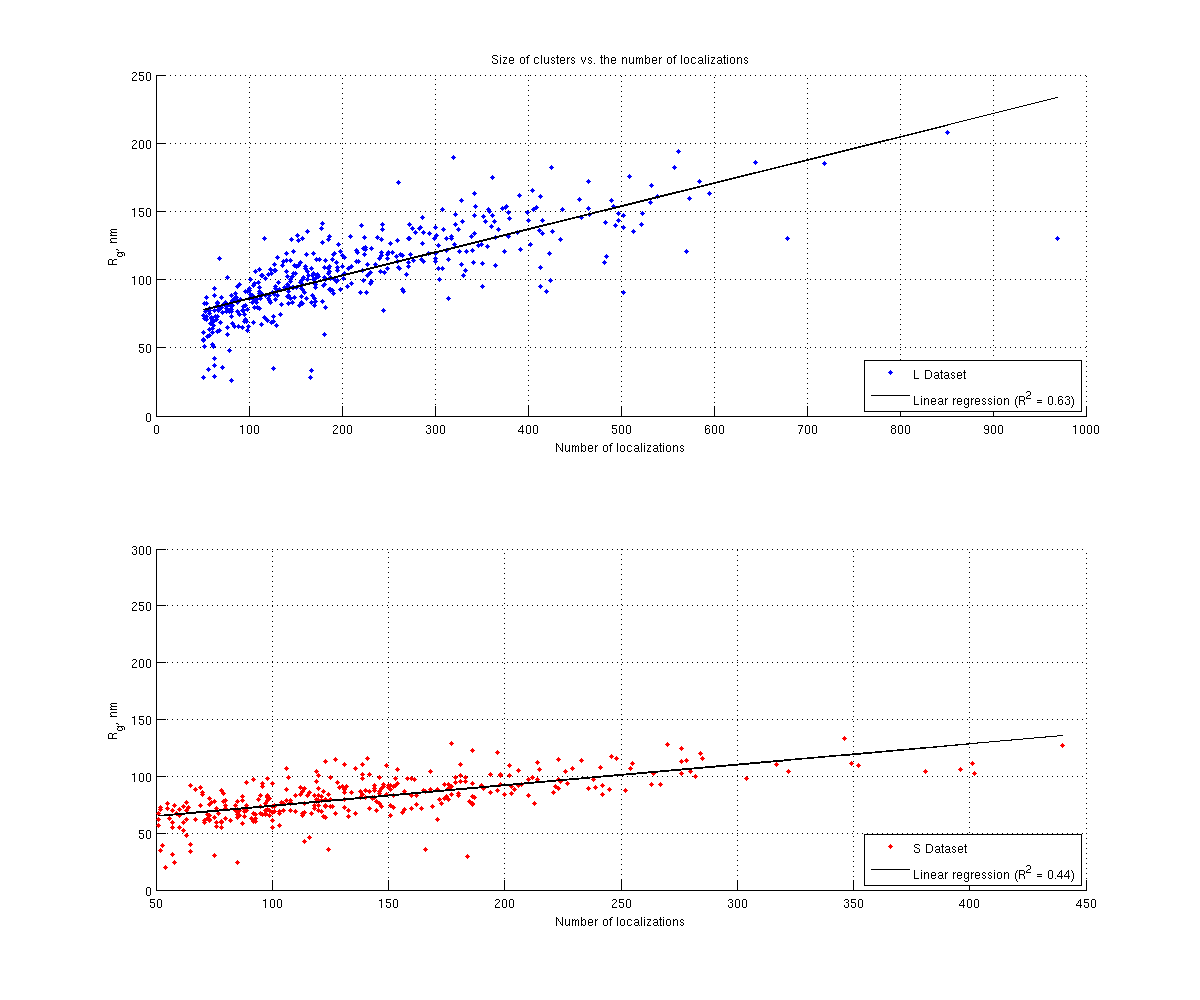 Size of clusters vs. the number of localizations
250
200
150
100
50
0
R_g, nm
0 100 200 300 400 500 600 700 800 900 1000
Number of localizations
L Dataset
Linear regression (R^2 = 0.63)
300
250
200
150
100
50
0
R_g, nm
50 100 150 200 250 300 350 400 450
Number of localizations
S Dataset
Linear regression (R^2 = 0.44)